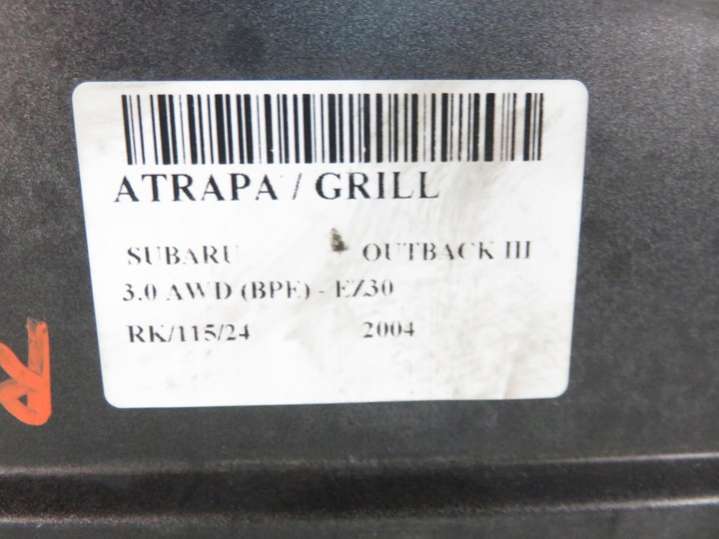 ATRAPA / GRILL
SUBARU OUTBACK III
3.0 AWD (BPE) - EZ30
RK/115/24 2004